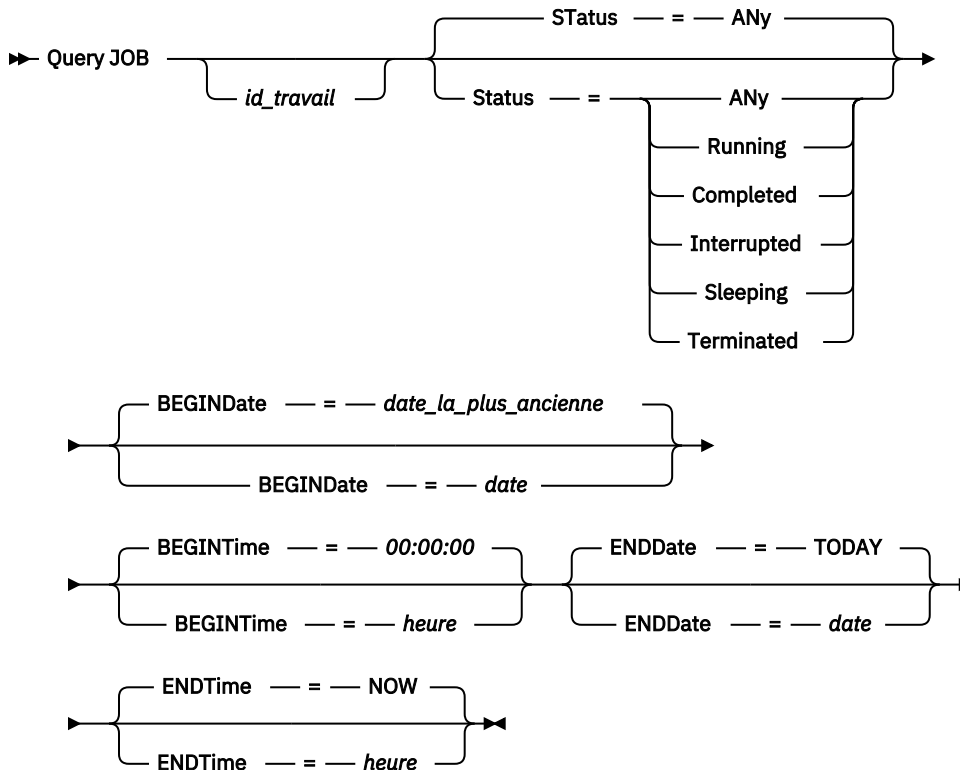 STatus = ANy
Query JOB
id_travail
Status = ANy
Running
Completed
Interrupted
Sleeping
Terminated
BEGINDate = date_la_plus_ancienne
BEGINDate = date
BEGINTime = 00:00:00 ENDDate = TODAY
BEGINTime = heure ENDDate = date
ENDTime = NOW
ENDTime = heure